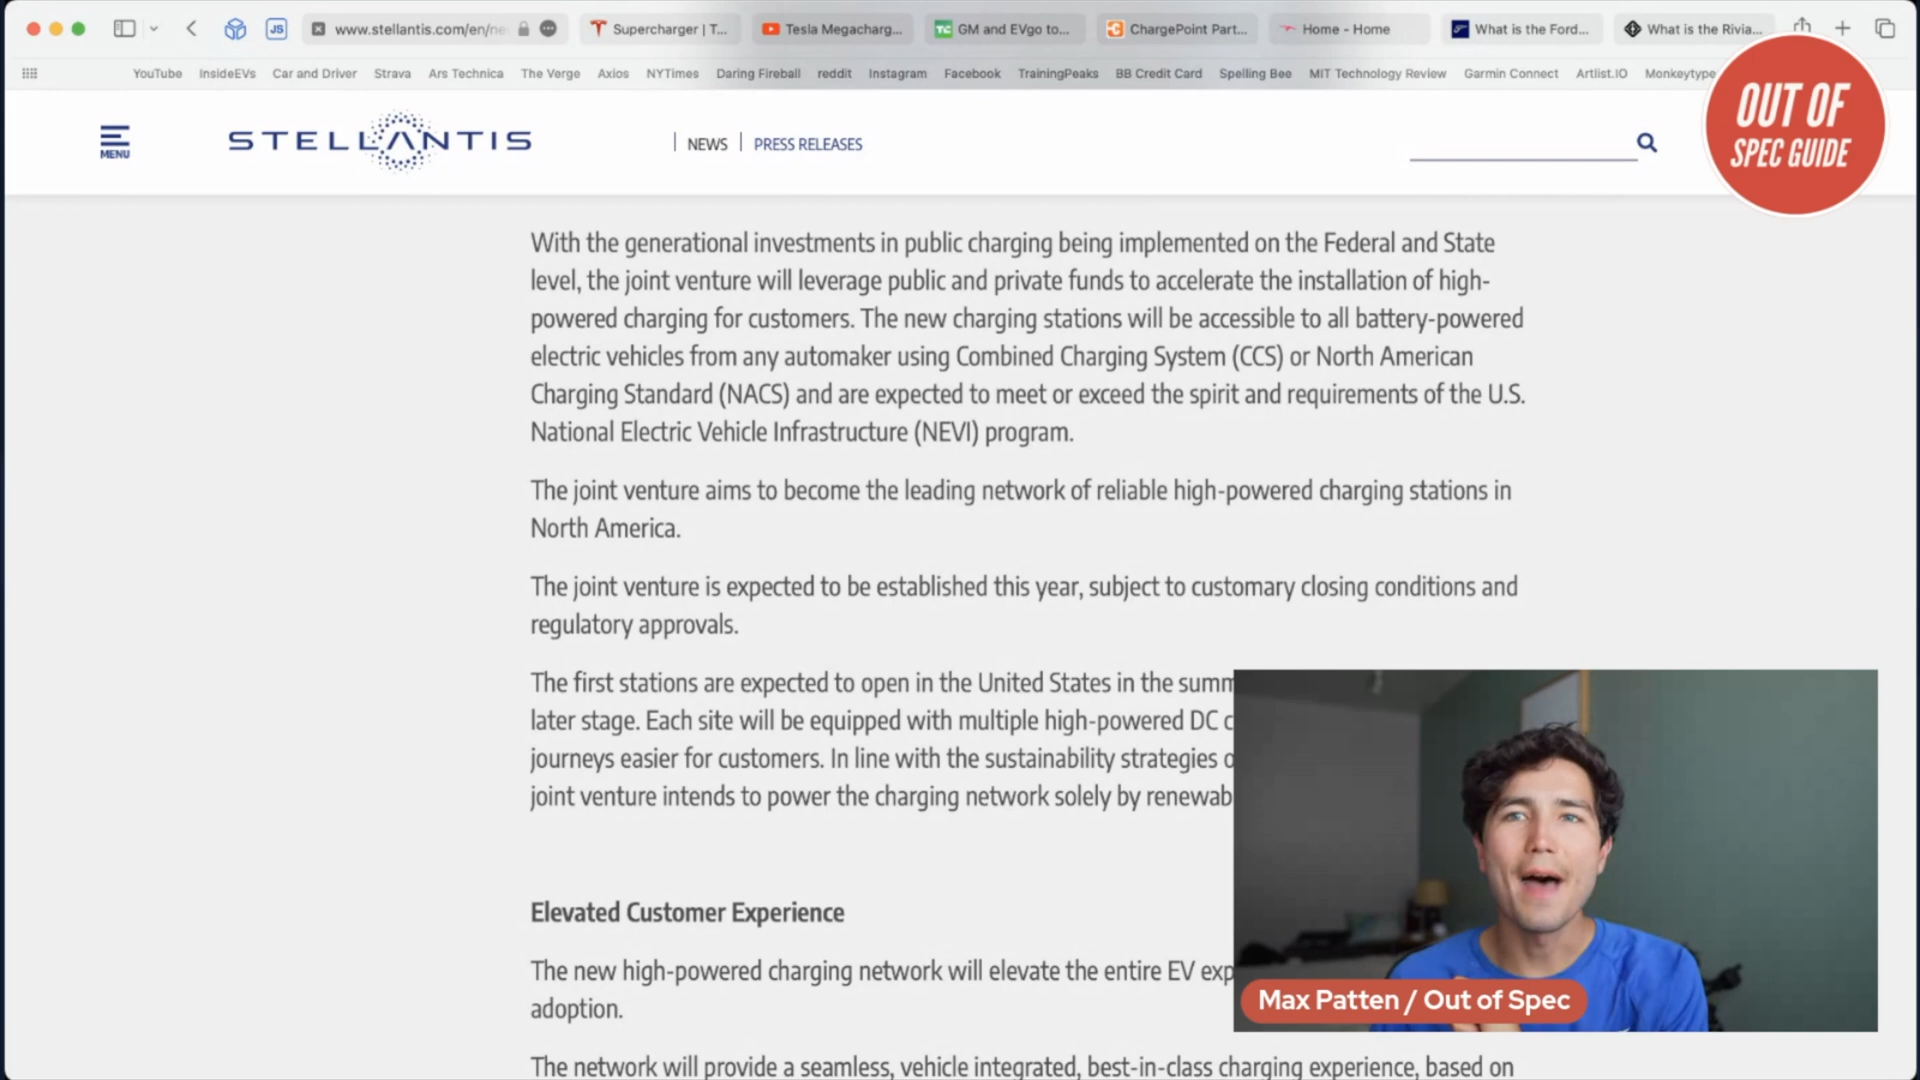 www.stellantis.com/en/ne
Supercharger | T...
Tesla Megacharg...
GM and EVgo to...
ChargePoint Part...
Home - Home
What is the Ford...
What is the Rivia...
YouTube InsideEVs Car and Driver Strava Ars Technica The Verge Axios NYTimes Daring Fireball reddit Instagram Facebook TrainingPeaks BB Credit Card Spelling Bee MIT Technology Review Garmin Connect Artlist.IO Monkeytype
MENU
STELLANTIS
NEWS
PRESS RELEASES
OUT OF
SPEC GUIDE
With the generational investments in public charging being implemented on the Federal and State
level, the joint venture will leverage public and private funds to accelerate the installation of high-
powered charging for customers. The new charging stations will be accessible to all battery-powered
electric vehicles from any automaker using Combined Charging System (CCS) or North American
Charging Standard (NACS) and are expected to meet or exceed the spirit and requirements of the U.S.
National Electric Vehicle Infrastructure (NEVI) program.
The joint venture aims to become the leading network of reliable high-powered charging stations in
North America.
The joint venture is expected to be established this year, subject to customary closing conditions and
regulatory approvals.
The first stations are expected to open in the United States in the summ
later stage. Each site will be equipped with multiple high-powered DC c
journeys easier for customers. In line with the sustainability strategies o
joint venture intends to power the charging network solely by renewab
Elevated Customer Experience
The new high-powered charging network will elevate the entire EV exp
adoption.
The network will provide a seamless, vehicle integrated, best-in-class charging experience, based on
Max Patten / Out of Spec